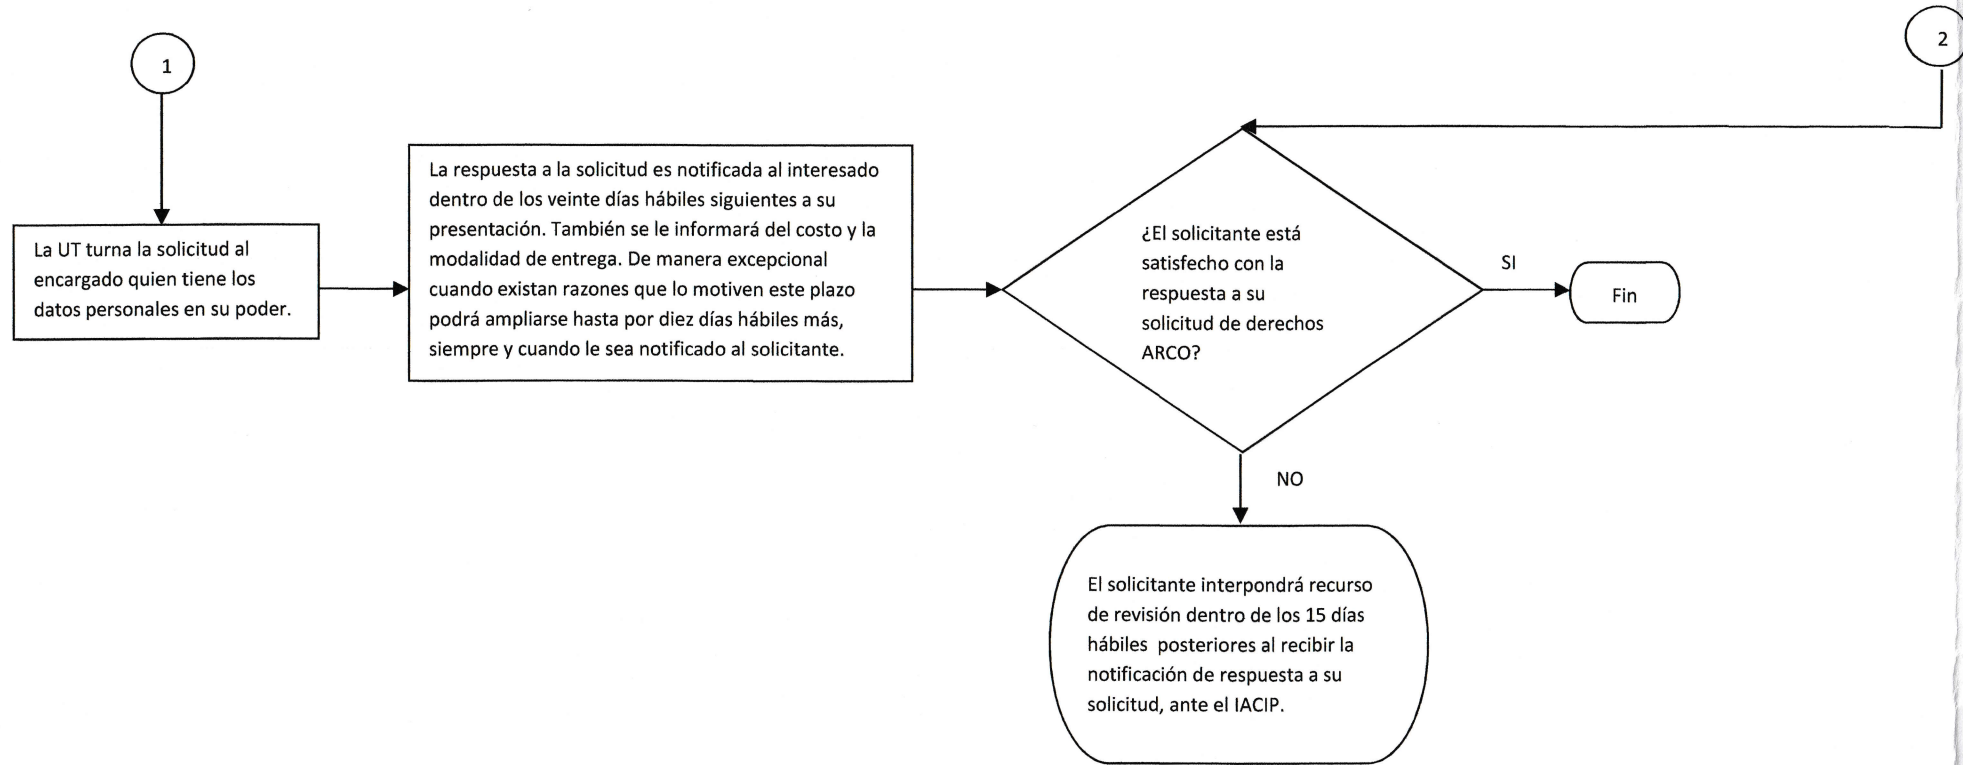 1
2
La UT turna la solicitud al
encargado quien tiene los
datos personales en su poder.
La respuesta a la solicitud es notificada al interesado
dentro de los veinte días hábiles siguientes a su
presentación. También se le informará del costo y la
modalidad de entrega. De manera excepcional
cuando existan razones que lo motiven este plazo
podrá ampliarse hasta por diez días hábiles más,
siempre y cuando le sea notificado al solicitante.
¿El solicitante está
satisfecho con la
respuesta a su
solicitud de derechos
ARCO?
SI
Fin
NO
El solicitante interpondrá recurso
de revisión dentro de los 15 días
hábiles posteriores al recibir la
notificación de respuesta a su
solicitud, ante el IACIP.